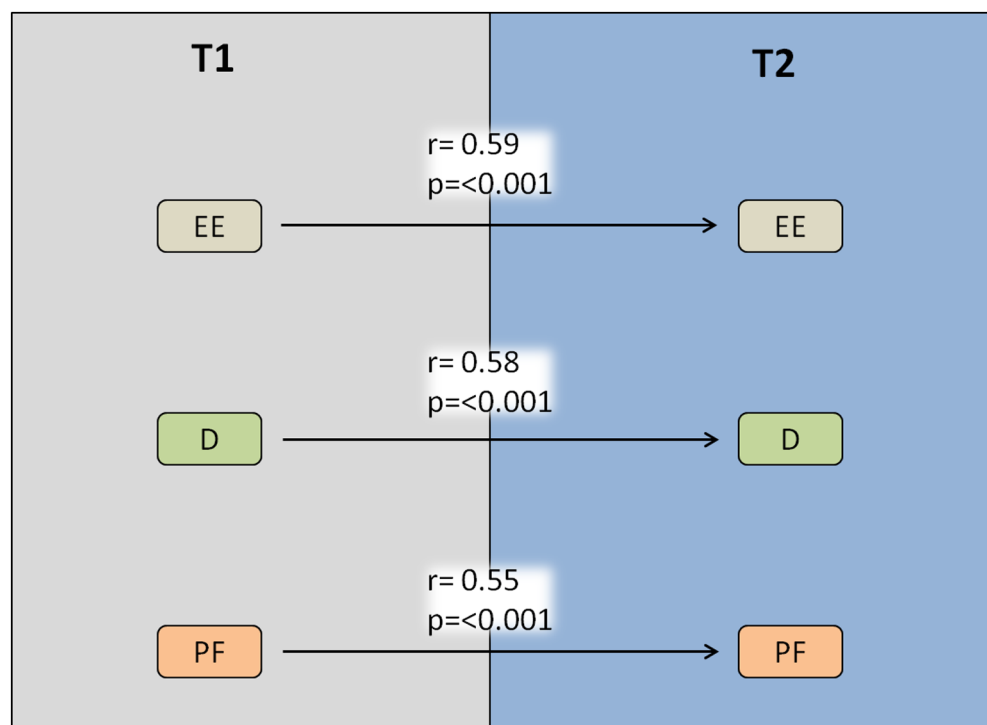 T1
T2
r= 0.59
p=<0.001
EE
EE
r= 0.58
p=<0.001
D
D
r= 0.55
p=<0.001
PF
PF